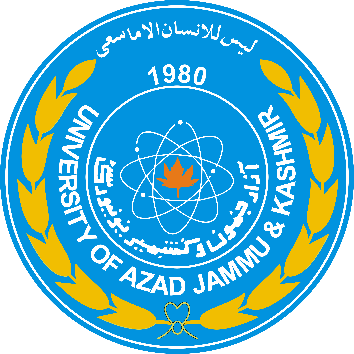 ليس للانسان الا ما سعى
1980
آزاد جموں و کشمیر یونیورسٹی
UNIVERSITY OF AZAD JAMMU & KASHMIR